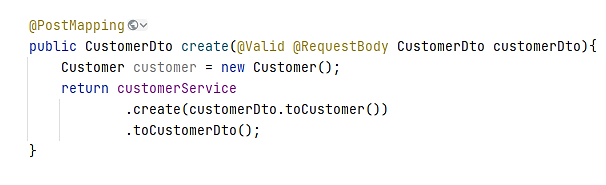 @PostMapping
public CustomerDto create(@Valid @RequestBody CustomerDto customerDto){
    Customer customer = new Customer();
    return customerService
            .create(customerDto.toCustomer())
            .toCustomerDto();
}